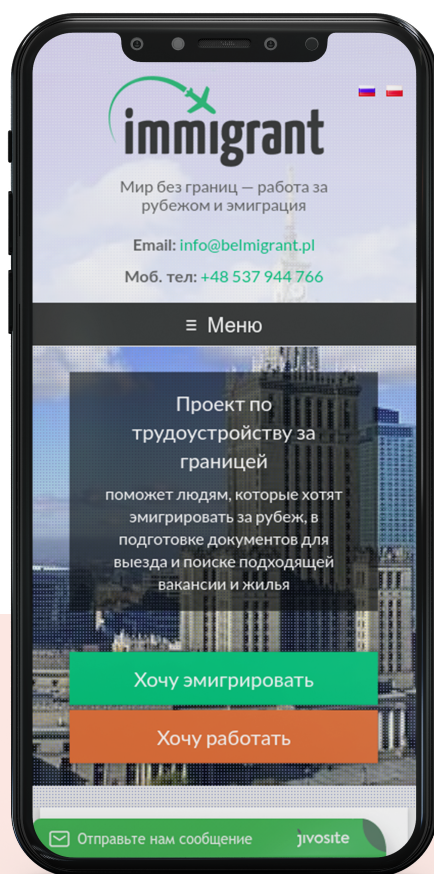 immigrant
Мир без границ — работа за
рубежом и эмиграция
Email: info@belmigrant.pl
Моб. тел: +48 537 944 766
≡ Меню
Проект по
трудоустройству за
границей
поможет людям, которые хотят
эмигрировать за рубеж, в
подготовке документов для
выезда и поиске подходящей
вакансии и жилья
Хочу эмигрировать
Хочу работать
Отправьте нам сообщение jivosite